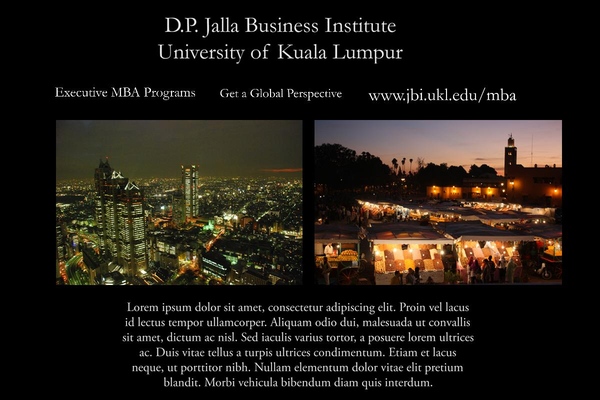 D.P. Jalla Business Institute
University of Kuala Lumpur
Executive MBA Programs Get a Global Perspective www.jbi.ukl.edu/mba
Lorem ipsum dolor sit amet, consectetur adipiscing elit. Proin vel lacus
id lectus tempor ullamcorper. Aliquam odio dui, malesuada ut convallis
sit amet, dictum ac nisl. Sed iaculis varius tortor, a posuere lorem ultrices
ac. Duis vitae tellus a turpis ultrices condimentum. Etiam et lacus
neque, ut porttitor nibh. Nullam elementum dolor vitae elit pretium
blandit. Morbi vehicula bibendum diam quis interdum.